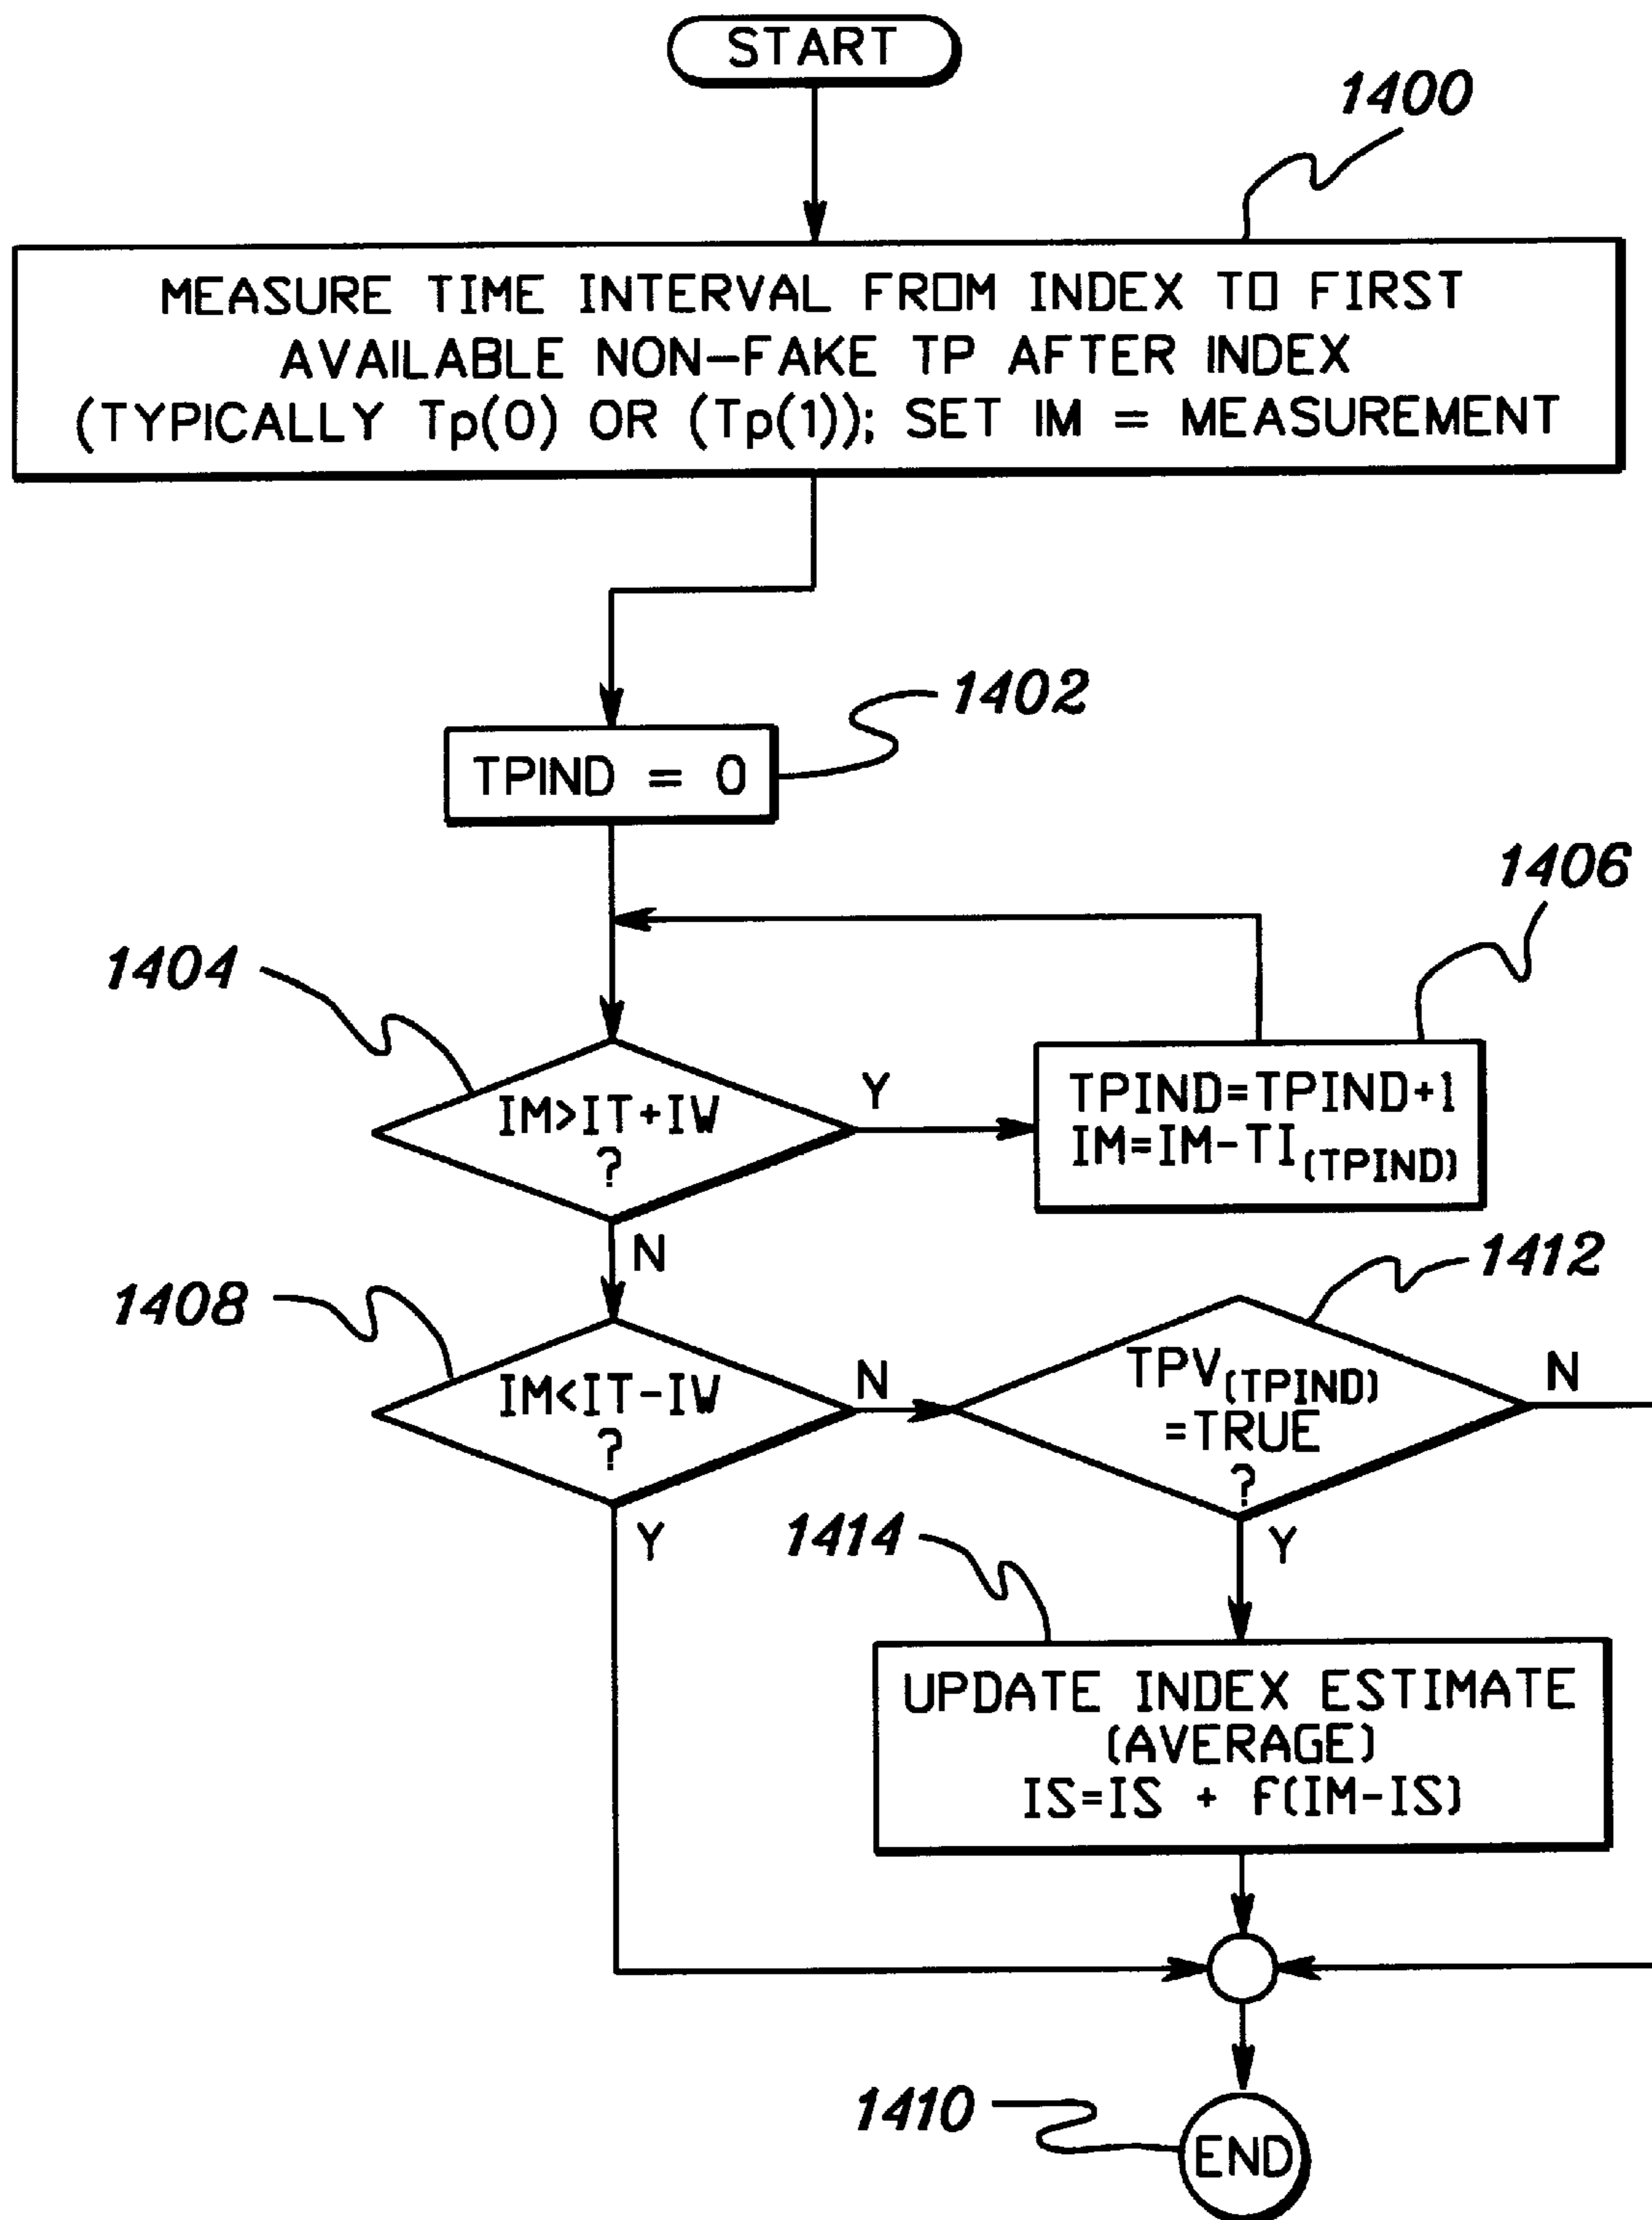 START
1400
MEASURE TIME INTERVAL FROM INDEX TO FIRST
AVAILABLE NON-FAKE TP AFTER INDEX
(TYPICALLY Tp(0) OR (Tp(1)); SET IM = MEASUREMENT
1402
TPIND = 0
1406
1404
IM>IT+IW
?
Y
TPIND=TPIND+1
IM=IM-TI(TPIND)
N
1412
1408
IM<IT-IW
?
N
TPV(TPIND)
=TRUE
?
N
Y
1414
Y
UPDATE INDEX ESTIMATE
(AVERAGE)
IS=IS + f(IM-IS)
1410
END